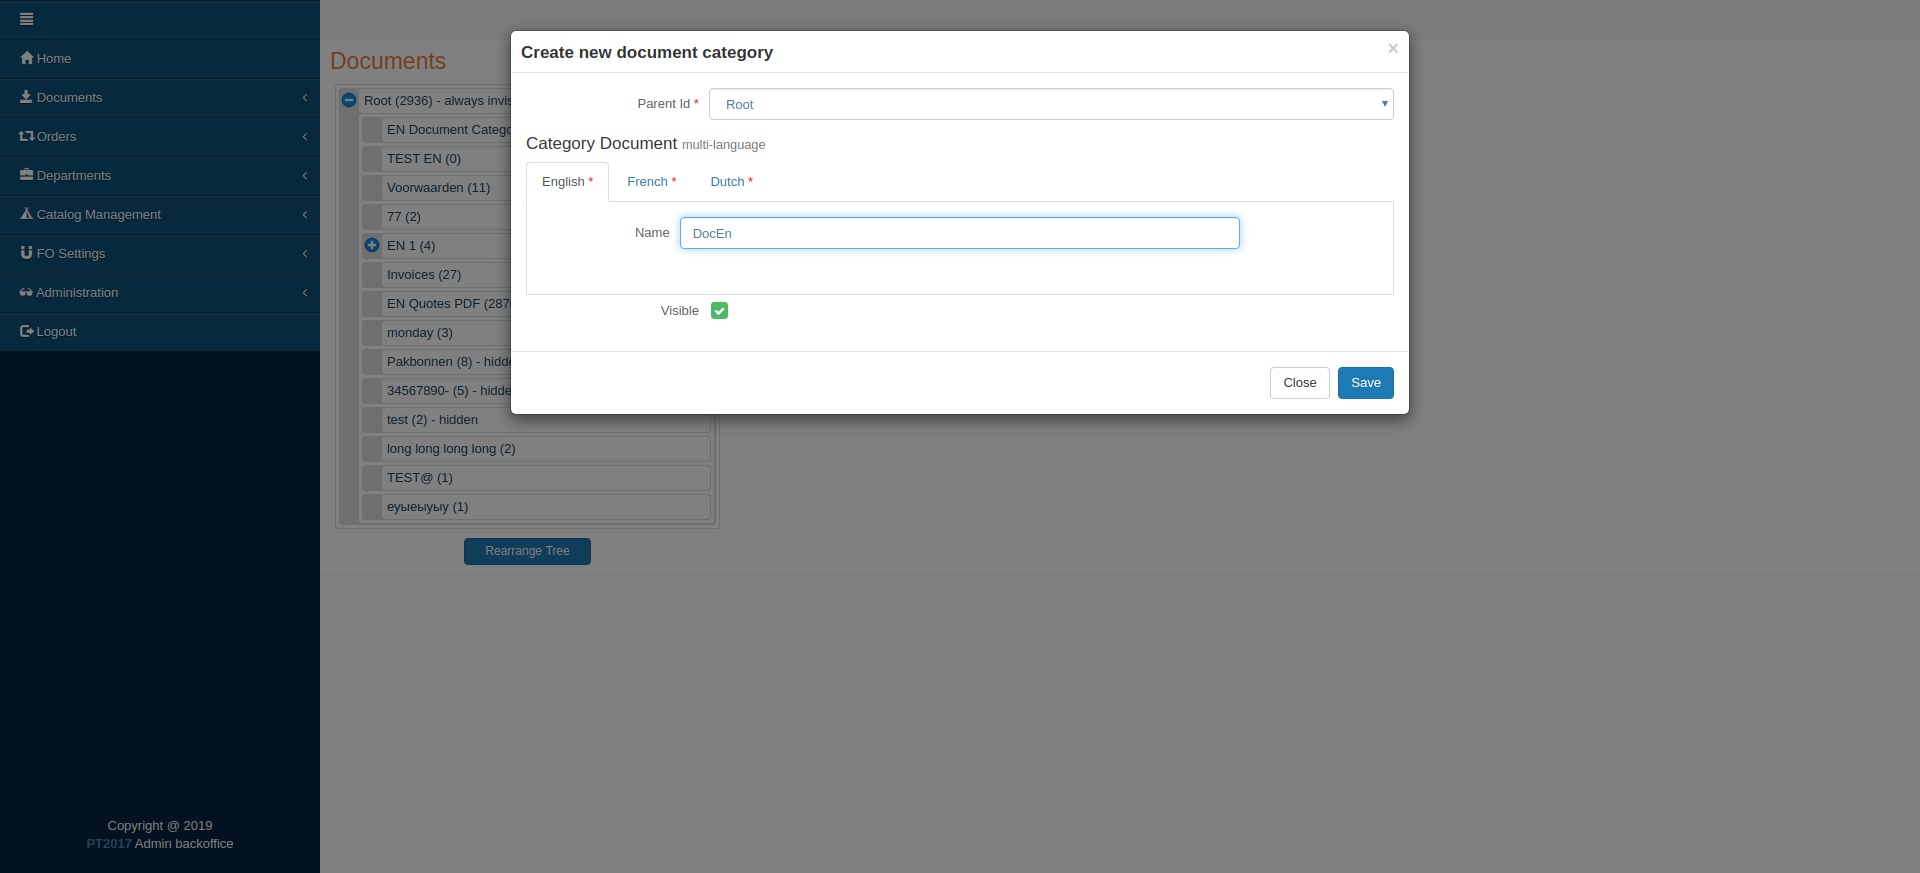 Home
Documents
Orders
Departments
Catalog Management
FO Settings
Administration
Logout
Copyright @ 2019
PT2017 Admin backoffice
Documents
Root (2936) - always invis
EN Document Catego
TEST EN (0)
Voorwaarden (11)
77 (2)
EN 1 (4)
Invoices (27)
EN Quotes PDF (287
monday (3)
Pakbonnen (8) - hidde
34567890- (5) - hidde
test (2) - hidden
long long long long (2)
TEST@ (1)
еуыеыуыу (1)
Rearrange Tree
Create new document category ×
Parent Id * Root
Category Document multi-language
English * French * Dutch *
Name DocEn
Visible
Close Save